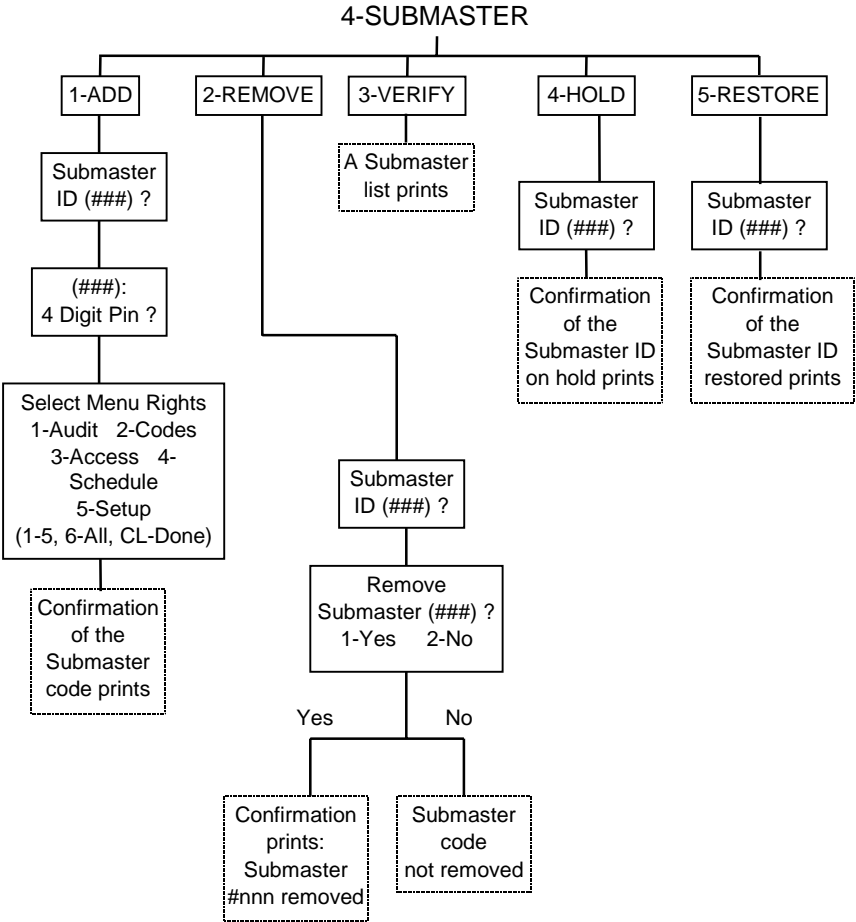 4-SUBMASTER
1-ADD
2-REMOVE
3-VERIFY
4-HOLD
5-RESTORE
Submaster
ID (###) ?
(###):
4 Digit Pin ?
Select Menu Rights
1-Audit 2-Codes
3-Access 4-
Schedule
5-Setup
(1-5, 6-All, CL-Done)
Confirmation
of the
Submaster
code prints
Submaster
ID (###) ?
Remove
Submaster (###) ?
1-Yes 2-No
Yes
No
Confirmation
prints:
Submaster
#nnn removed
Submaster
code
not removed
A Submaster
list prints
Submaster
ID (###) ?
Confirmation
of the
Submaster ID
on hold prints
Submaster
ID (###) ?
Confirmation
of the
Submaster ID
restored prints